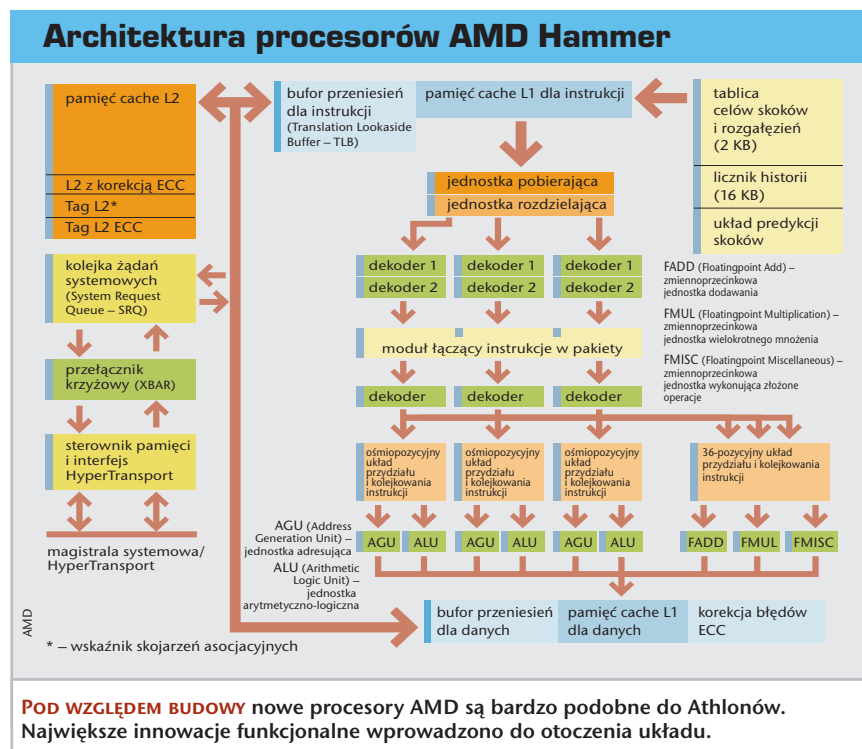 Architektura procesorów AMD Hammer
pamięć cache L2
L2 z korekcją ECC
Tag L2*
Tag L2 ECC
bufor przeniesień
dla instrukcji
(Translation Lookaside
Buffer – TLB)
pamięć cache L1 dla instrukcji
tablica
celów skoków
i rozgałęzień
(2 KB)
licznik historii
(16 KB)
układ predykcji
skoków
jednostka pobierająca
jednostka rozdzielająca
kolejka żądań
systemowych
(System Request
Queue – SRQ)
przełącznik
krzyżowy (XBAR)
sterownik pamięci
i interfejs
HyperTransport
magistrala systemowa/
HyperTransport
dekoder 1
dekoder 2
dekoder 1
dekoder 2
dekoder 1
dekoder 2
moduł łączący instrukcje w pakiety
dekoder
dekoder
dekoder
FADD (Floatingpoint Add) –
zmiennoprzecinkowa
jednostka dodawania
FMUL (Floatingpoint Multiplication) –
zmiennoprzecinkowa
jednostka wielokrotnego mnożenia
FMISC (Floatingpoint Miscellaneous) –
zmiennoprzecinkowa
jednostka wykonująca złożone
operacje
ośmiopozycyjny
układ
przydziału
i kolejkowania
instrukcji
ośmiopozycyjny
układ
przydziału
i kolejkowania
instrukcji
ośmiopozycyjny
układ
przydziału
i kolejkowania
instrukcji
36-pozycyjny układ
przydziału i kolejkowania
instrukcji
AGU (Address
Generation Unit) –
jednostka adresująca
ALU (Arithmetic
Logic Unit) –
jednostka
arytmetyczno-logiczna
AGU
ALU
AGU
ALU
AGU
ALU
FADD
FMUL
FMISC
bufor przeniesień
dla danych
pamięć cache L1
dla danych
korekcja błędów
ECC
AMD
* – wskaźnik skojarzeń asocjacyjnych
POD WZGLĘDEM BUDOWY nowe procesory AMD są bardzo podobne do Athlonów.
Największe innowacje funkcjonalne wprowadzono do otoczenia układu.